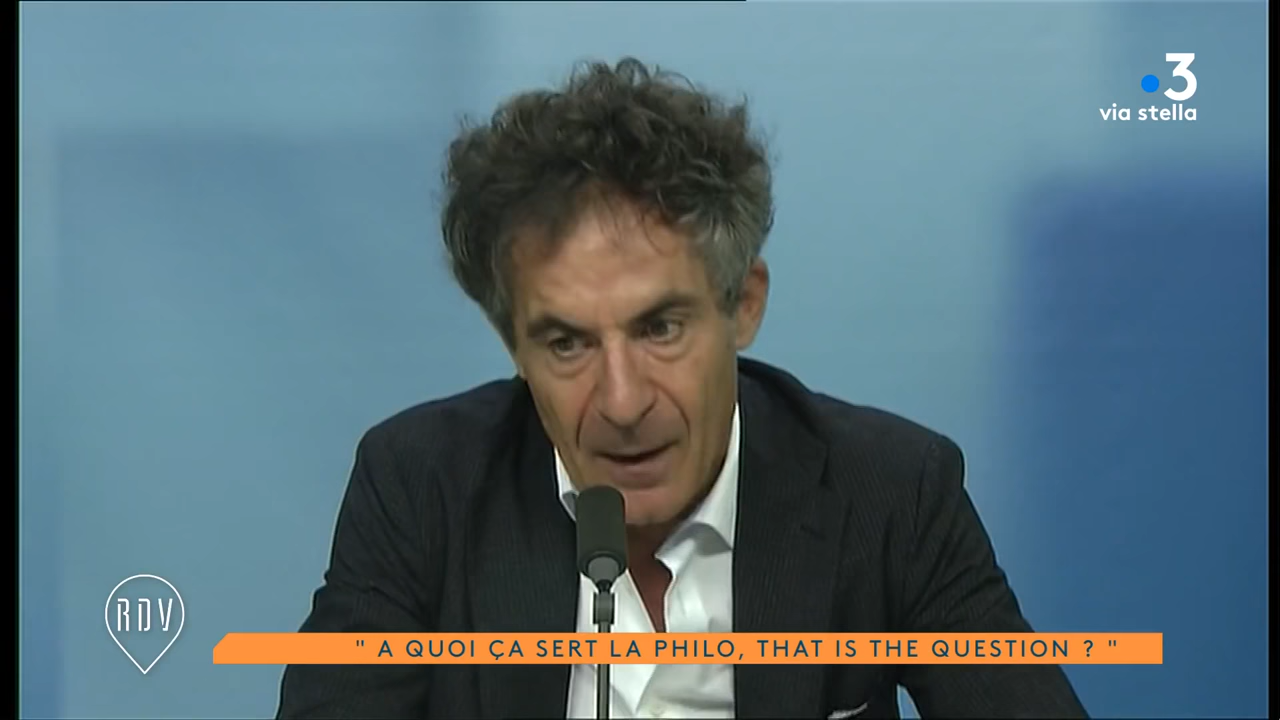 3
via stella
RDV
" A QUOI ÇA SERT LA PHILO, THAT IS THE QUESTION ? "